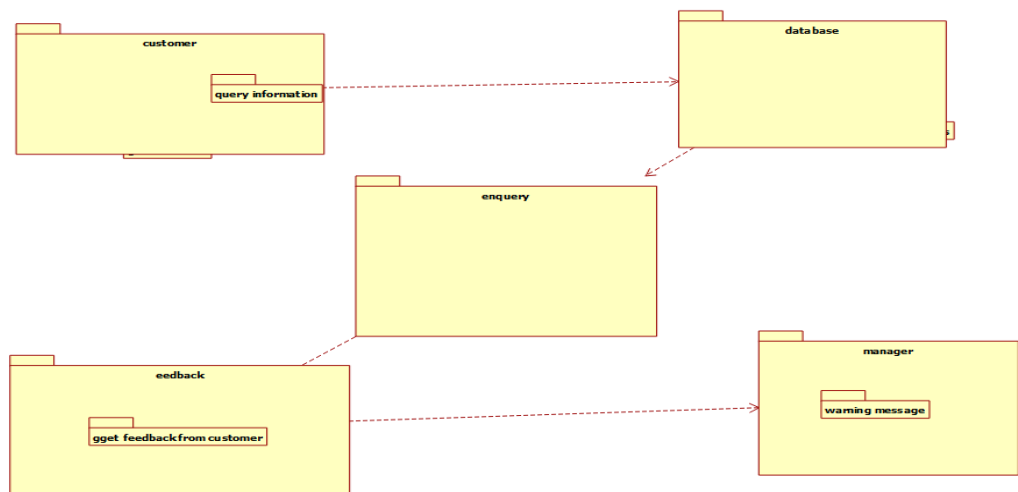 customer
database
query information
enquery
eedback
manager
warning message
gget feedback from customer